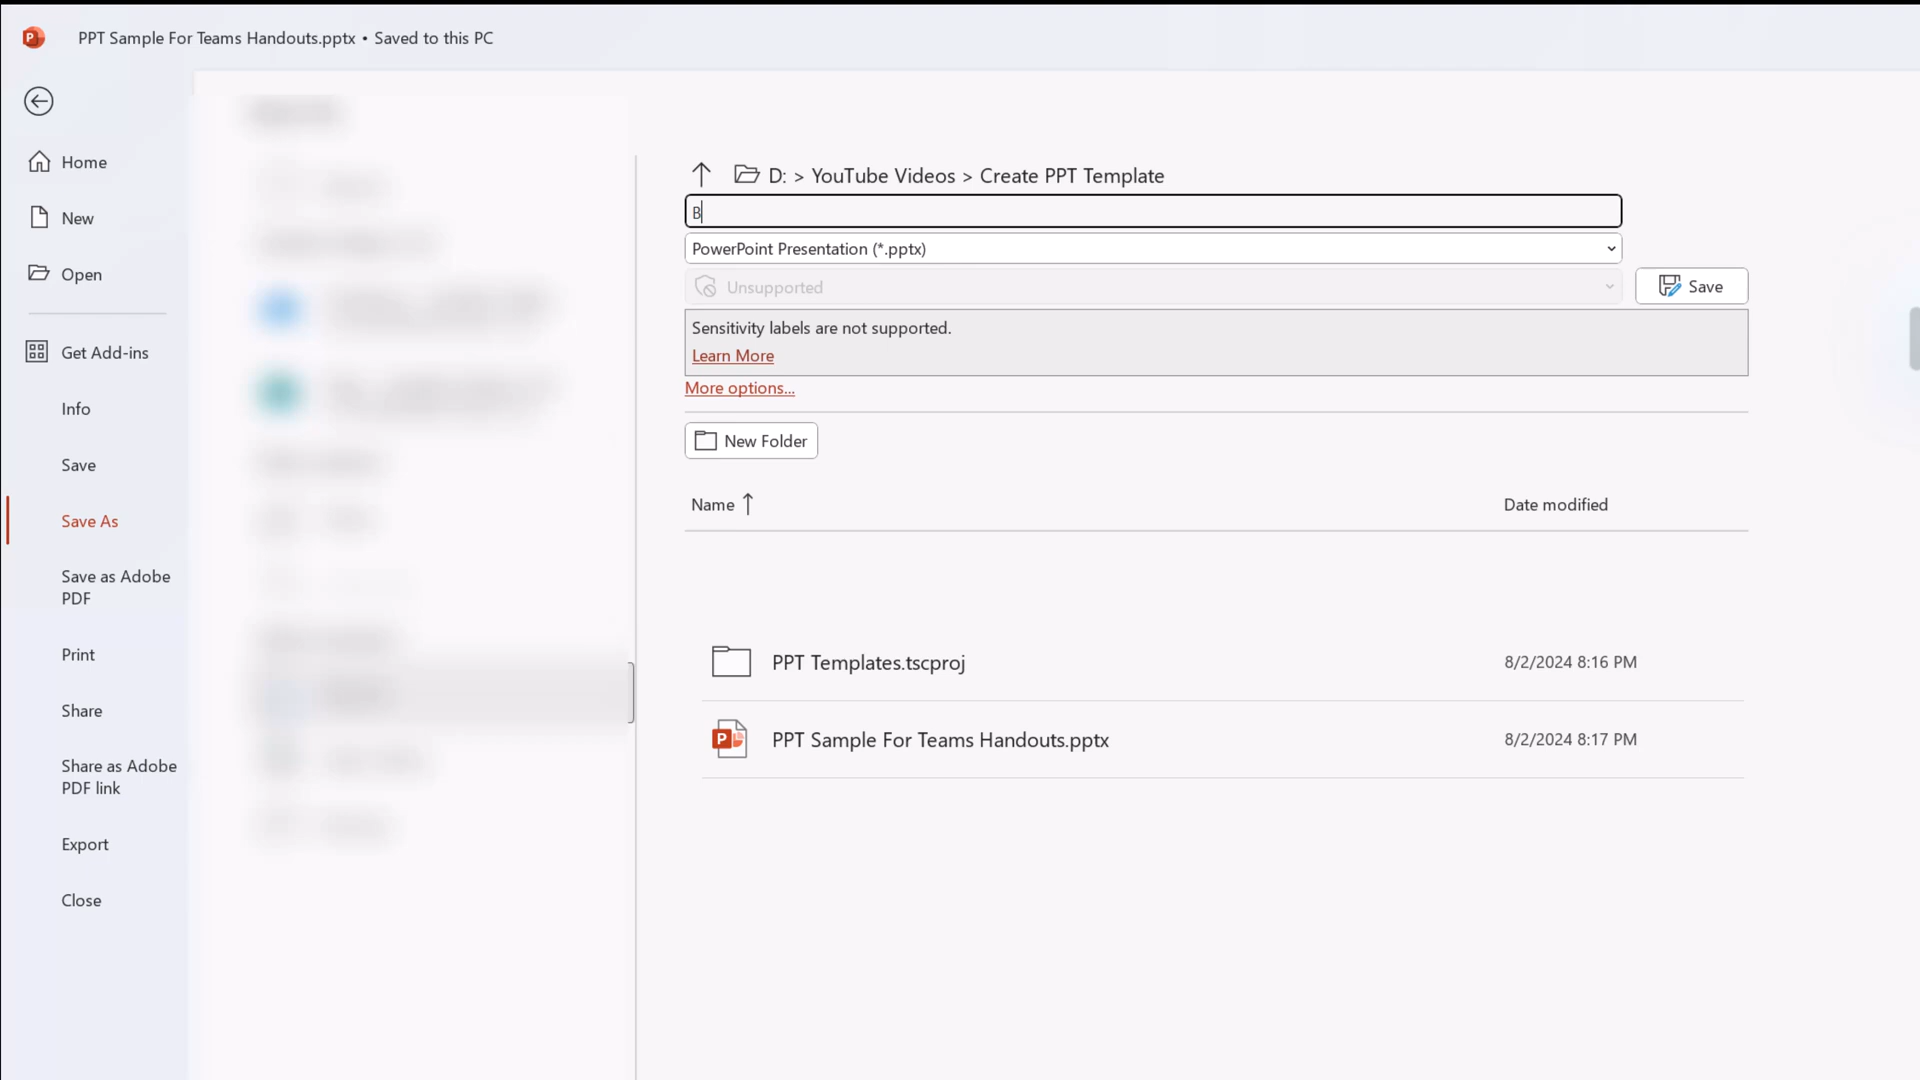 PPT Sample For Teams Handouts.pptx • Saved to this PC
Home
New
Open
Get Add-ins
Info
Save
Save As
Save as Adobe
PDF
Print
Share
Share as Adobe
PDF link
Export
Close
D: > YouTube Videos > Create PPT Template
B
PowerPoint Presentation (*.pptx)
Unsupported
Save
Sensitivity labels are not supported.
Learn More
More options...
New Folder
Name Date modified
PPT Templates.tscproj 8/2/2024 8:16 PM
PPT Sample For Teams Handouts.pptx 8/2/2024 8:17 PM